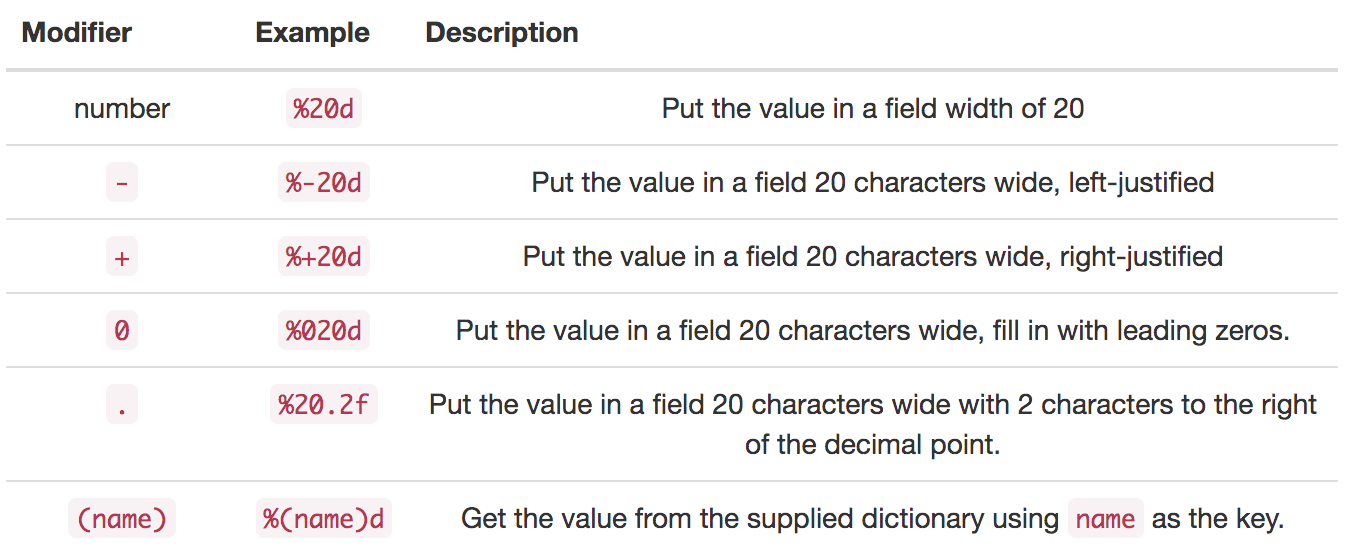 Modifier Example Description
number %20d Put the value in a field width of 20
- %-20d Put the value in a field 20 characters wide, left-justified
+ %+20d Put the value in a field 20 characters wide, right-justified
0 %020d Put the value in a field 20 characters wide, fill in with leading zeros.
. %20.2f Put the value in a field 20 characters wide with 2 characters to the right
of the decimal point.
(name) %(name)d Get the value from the supplied dictionary using name as the key.